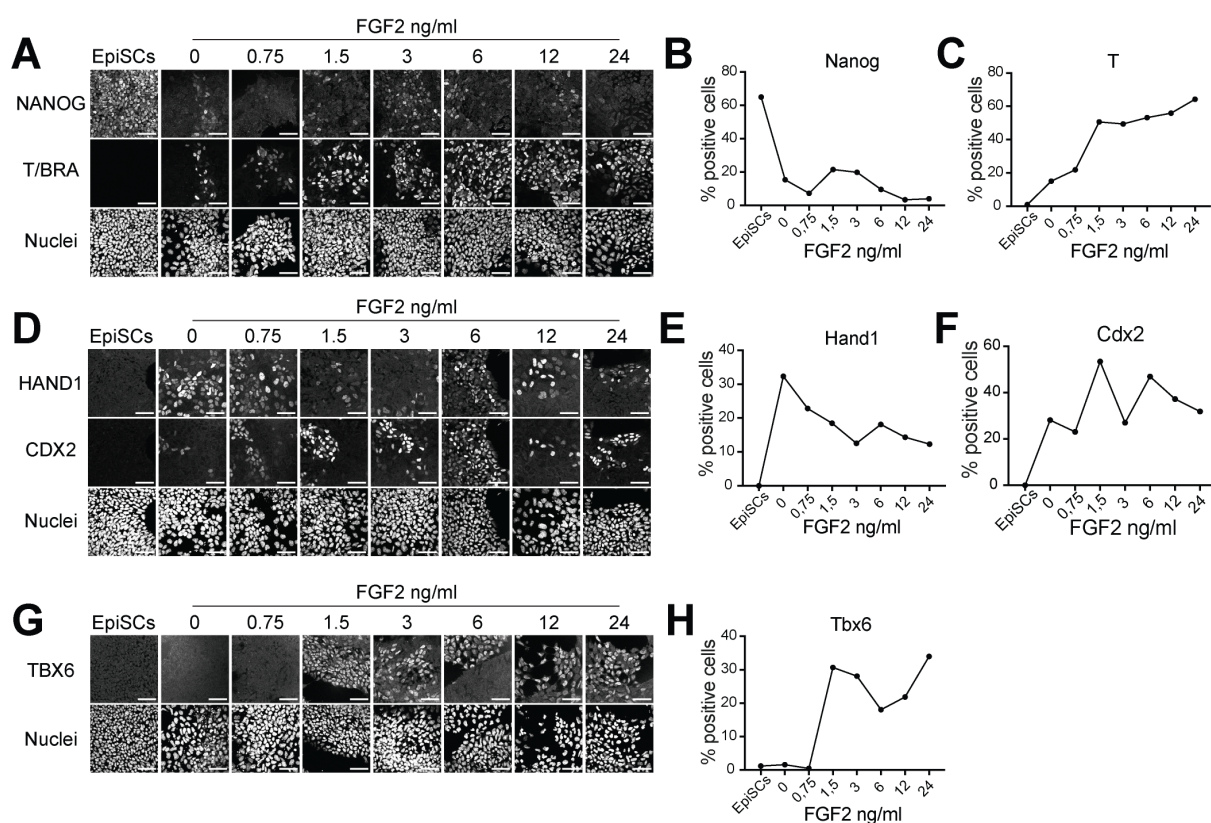 A
FGF2 ng/ml
EpiSCs 0 0.75 1.5 3 6 12 24
NANOG
T/BRA
Nuclei
B
Nanog
% positive cells
80
60
40
20
0
EpiSCs 0 0,75 1,5 3 6 12 24
FGF2 ng/ml
C
T
% positive cells
80
60
40
20
0
EpiSCs 0 0,75 1,5 3 6 12 24
FGF2 ng/ml
D
FGF2 ng/ml
EpiSCs 0 0.75 1.5 3 6 12 24
HAND1
CDX2
Nuclei
E
Hand1
% positive cells
40
30
20
10
0
EpiSCs 0 0,75 1,5 3 6 12 24
FGF2 ng/ml
F
Cdx2
% positive cells
60
40
20
0
EpiSCs 0 0,75 1,5 3 6 12 24
FGF2 ng/ml
G
FGF2 ng/ml
EpiSCs 0 0.75 1.5 3 6 12 24
TBX6
Nuclei
H
Tbx6
% positive cells
40
30
20
10
0
EpiSCs 0 0,75 1,5 3 6 12 24
FGF2 ng/ml